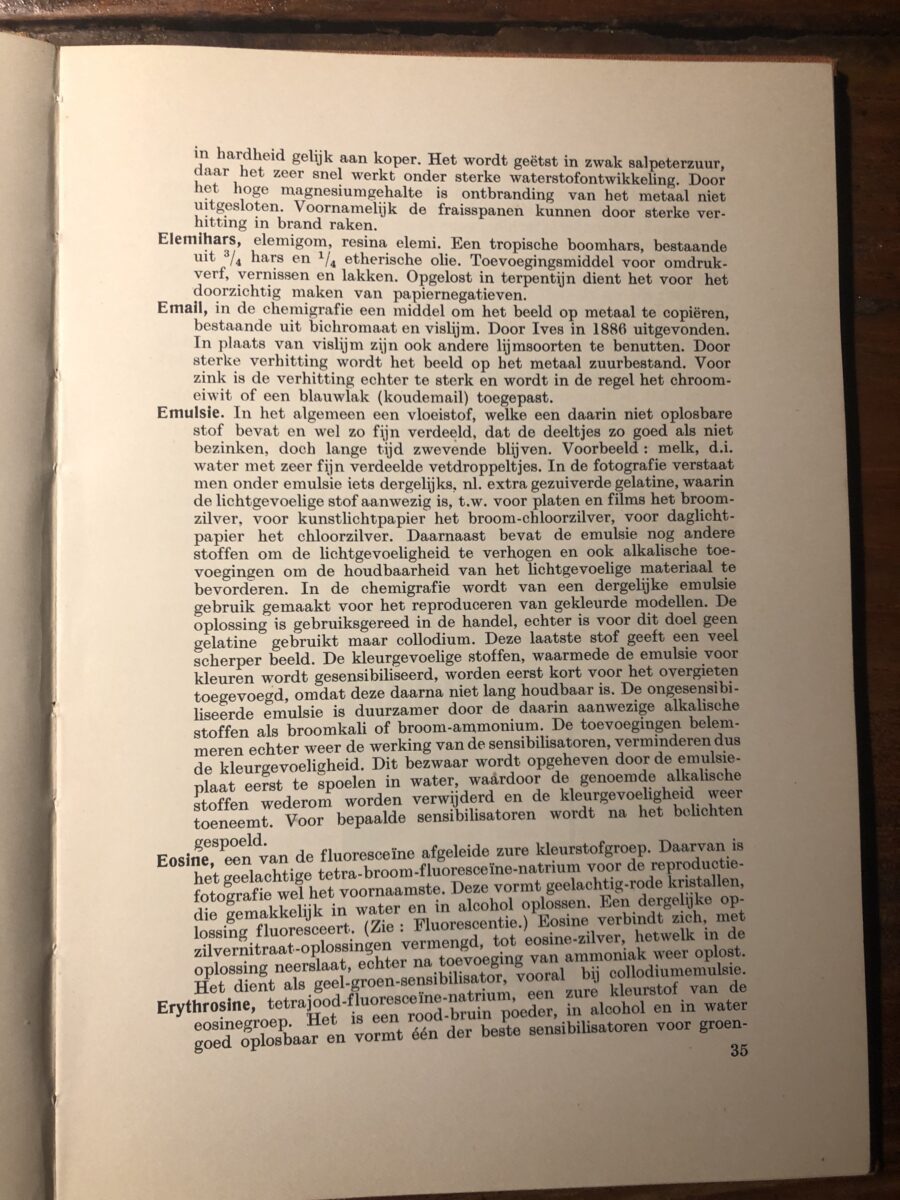 in hardheid gelijk aan koper. Het wordt geëtst in zwak salpeterzuur,
daar het zeer snel werkt onder sterke waterstofontwikkeling. Door
het hoge magnesiumgehalte is ontbranding van het metaal niet
uitgesloten. Voornamelijk de fraisspanen kunnen door sterke ver-
hitting in brand raken.
Elemihars, elemigom, resina elemi. Een tropische boomhars, bestaande
uit 3/4 hars en 1/4 etherische olie. Toevoegingsmiddel voor omdruk-
verf, vernissen en lakken. Opgelost in terpentijn dient het voor het
doorzichtig maken van papiernegatieven.
Email, in de chemigrafie een middel om het beeld op metaal te copiëren,
bestaande uit bichromaat en vislijm. Door Ives in 1886 uitgevonden.
In plaats van vislijm zijn ook andere lijmsoorten te benutten. Door
sterke verhitting wordt het beeld op het metaal zuurbestand. Voor
zink is de verhitting echter te sterk en wordt in de regel het chroom-
eiwit of een blauwlak (koudemail) toegepast.
Emulsie. In het algemeen een vloeistof, welke een daarin niet oplosbare
stof bevat en wel zo fijn verdeeld, dat de deeltjes zo goed als niet
bezinken, doch lange tijd zwevende blijven. Voorbeeld : melk, d.i.
water met zeer fijn verdeelde vetdroppeltjes. In de fotografie verstaat
men onder emulsie iets dergelijks, nl. extra gezuiverde gelatine, waarin
de lichtgevoelige stof aanwezig is, t.w. voor platen en films het broom-
zilver, voor kunstlichtpapier het broom-chloorzilver, voor daglicht-
papier het chloorzilver. Daarnaast bevat de emulsie nog andere
stoffen om de lichtgevoeligheid te verhogen en ook alkalische toe-
voegingen om de houdbaarheid van het lichtgevoelige materiaal te
bevorderen. In de chemigrafie wordt van een dergelijke emulsie
gebruik gemaakt voor het reproduceren van gekleurde modellen. De
oplossing is gebruiksgereed in de handel, echter is voor dit doel geen
gelatine gebruikt maar collodium. Deze laatste stof geeft een veel
scherper beeld. De kleurgevoelige stoffen, waarmede de emulsie voor
kleuren wordt gesensibiliseerd, worden eerst kort voor het overgieten
toegevoegd, omdat deze daarna niet lang houdbaar is. De ongesensibi-
liseerde emulsie is duurzamer door de daarin aanwezige alkalische
stoffen als broomkali of broom-ammonium. De toevoegingen belem-
meren echter weer de werking van de sensibilisatoren, verminderen dus
de kleurgevoeligheid. Dit bezwaar wordt opgeheven door de emulsie-
plaat eerst te spoelen in water, waardoor de genoemde alkalische
stoffen wederom worden verwijderd en de kleurgevoeligheid weer
toeneemt. Voor bepaalde sensibilisatoren wordt na het belichten
gespoeld.
Eosine, een van de fluoresceïne afgeleide zure kleurstofgroep. Daarvan is
het geelachtige tetra-broom-fluoresceïne-natrium voor de reproductie-
fotografie wel het voornaamste. Deze vormt geelachtig-rode kristallen,
die gemakkelijk in water en in alcohol oplossen. Een dergelijke op-
lossing fluoresceert. (Zie : Fluorescentie.) Eosine verbindt zich, met
zilvernitraat-oplossingen vermengd, tot eosine-zilver, hetwelk in de
oplossing neerslaat, echter na toevoeging van ammoniak weer oplost.
Het dient als geel-groen-sensibilisator, vooral bij collodiumemulsie.
Erythrosine, tetrajood-fluoresceïne-natrium, een zure kleurstof van de
eosinegroep. Het is een rood-bruin poeder, in alcohol en in water
goed oplosbaar en vormt één der beste sensibilisatoren voor groen-
35